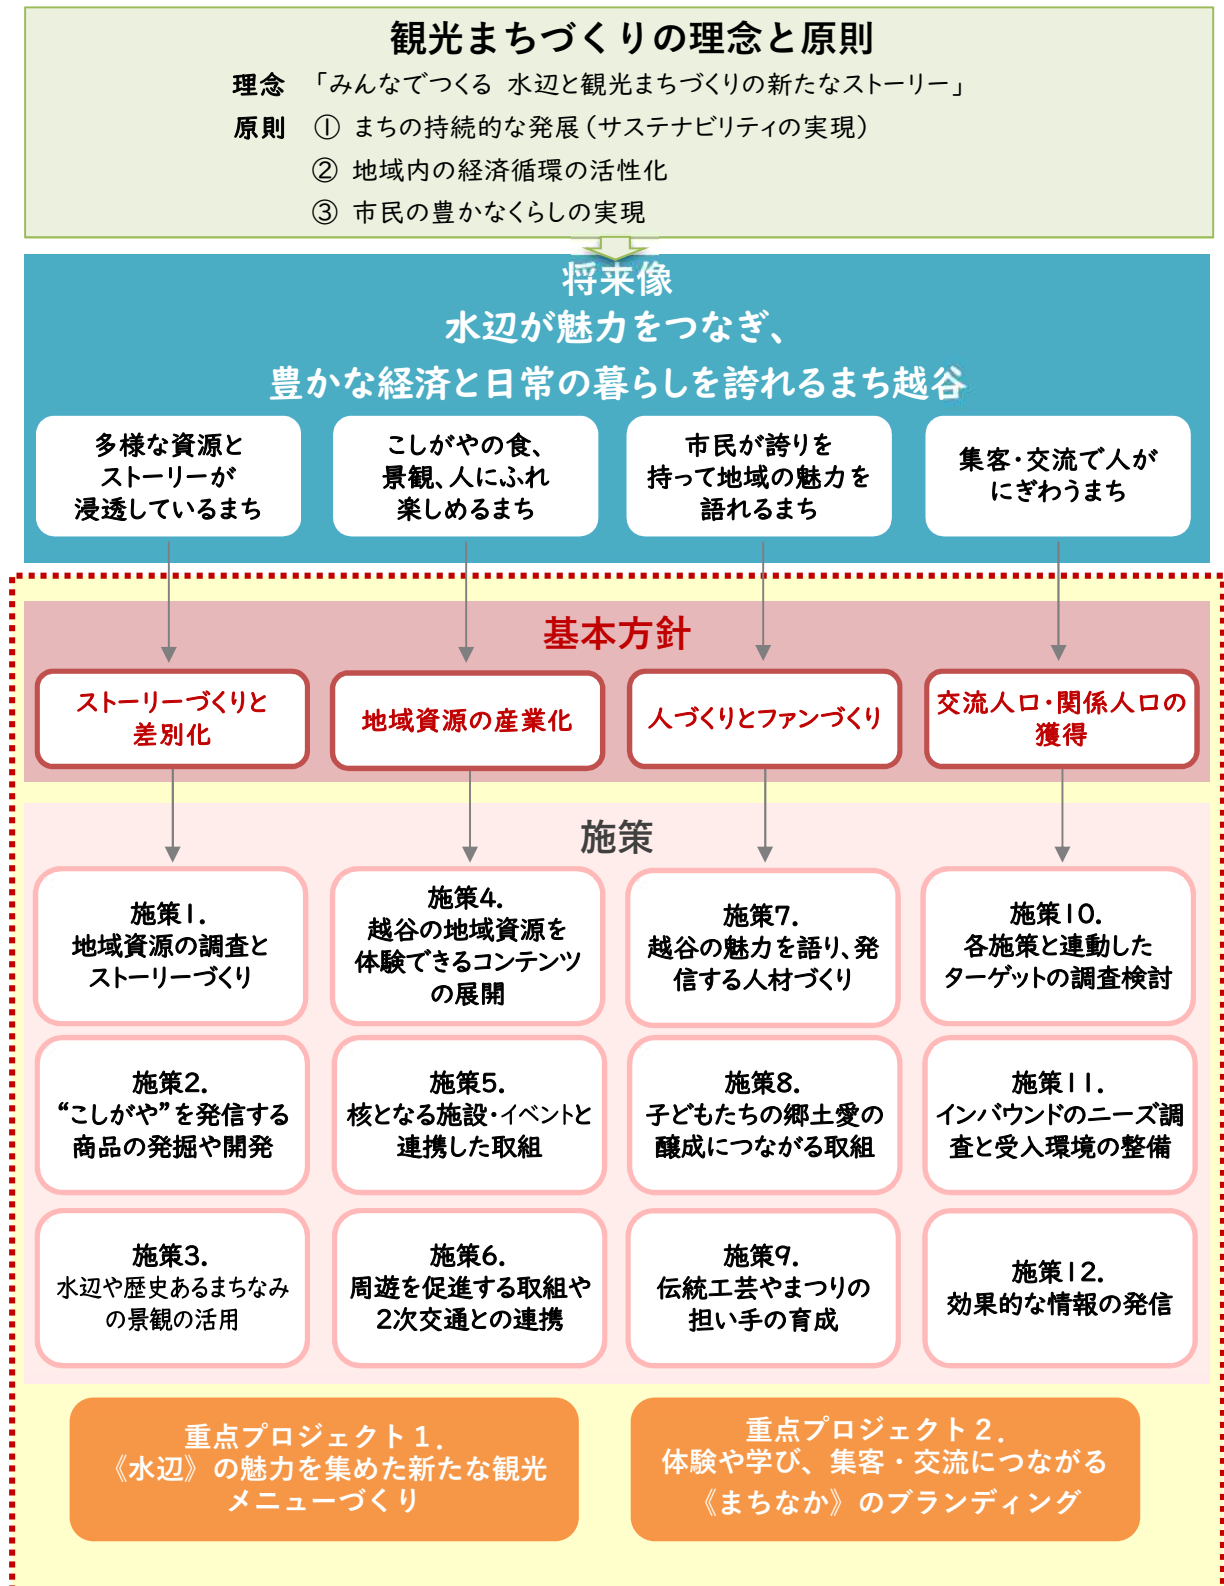 観光まちづくりの理念と原則
理念 「みんなでつくる 水辺と観光まちづくりの新たなストーリー」
原則 ① まちの持続的な発展（サステナビリティの実現）
② 地域内の経済循環の活性化
③ 市民の豊かなくらしの実現
将来像
水辺が魅力をつなぎ、
豊かな経済と日常の暮らしを誇れるまち越谷
多様な資源と
ストーリーが
浸透しているまち
こしがやの食、
景観、人にふれ
楽しめるまち
市民が誇りを
持って地域の魅力を
語れるまち
集客・交流で人が
にぎわうまち
基本方針
ストーリーづくりと
差別化
地域資源の産業化
人づくりとファンづくり
交流人口・関係人口の
獲得
施策
施策1.
地域資源の調査と
ストーリーづくり
施策4.
越谷の地域資源を
体験できるコンテンツ
の展開
施策7.
越谷の魅力を語り、発
信する人材づくり
施策10.
各施策と連動した
ターゲットの調査検討
施策2.
“こしがや”を発信する
商品の発掘や開発
施策5.
核となる施設・イベントと
連携した取組
施策8.
子どもたちの郷土愛の
醸成につながる取組
施策11.
インバウンドのニーズ調
査と受入環境の整備
施策3.
水辺や歴史あるまちなみ
の景観の活用
施策6.
周遊を促進する取組や
2次交通との連携
施策9.
伝統工芸やまつりの
担い手の育成
施策12.
効果的な情報の発信
重点プロジェクト１．
《水辺》の魅力を集めた新たな観光
メニューづくり
重点プロジェクト２．
体験や学び、集客・交流につながる
《まちなか》のブランディング